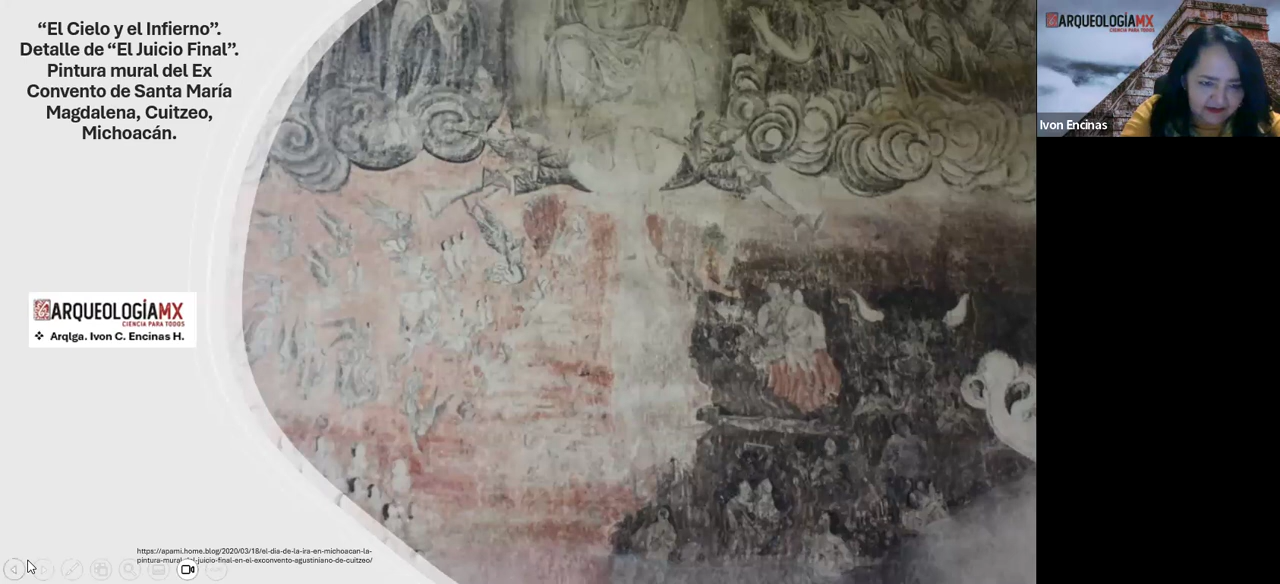 “El Cielo y el Infierno”.
Detalle de “El Juicio Final”.
Pintura mural del Ex
Convento de Santa María
Magdalena, Cuitzeo,
Michoacán.
ARQUEOLOGÍAMX
CIENCIA PARA TODOS
❖ Arqlga. Ivon C. Encinas H.
https://apami.home.blog/2020/03/18/el-dia-de-la-ira-en-michoacan-la-
pintura-mural-del-juicio-final-en-el-exconvento-agustiniano-de-cuitzeo/
ARQUEOLOGÍAMX
CIENCIA PARA TODOS
Ivon Encinas